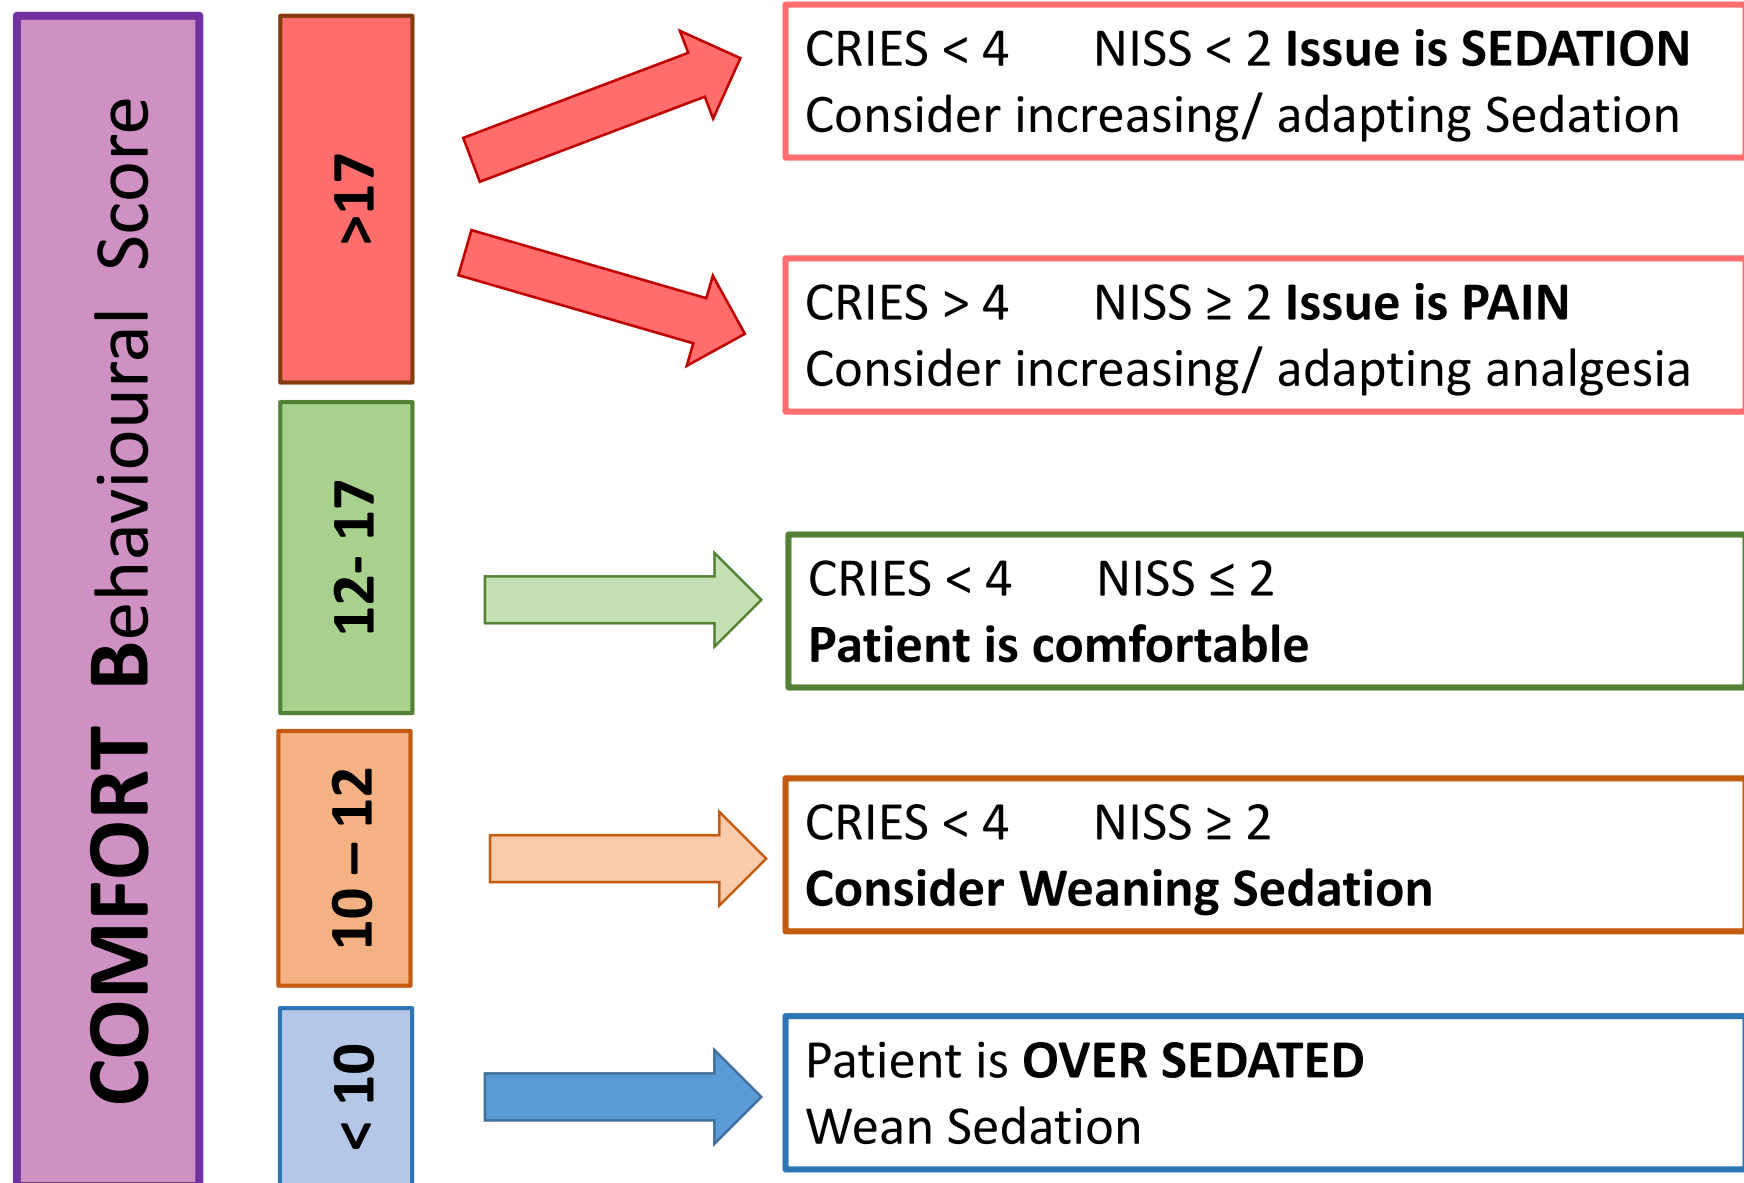 COMFORT Behavioural Score
>17
CRIES < 4 NISS < 2 Issue is SEDATION
Consider increasing/ adapting Sedation
CRIES > 4 NISS ≥ 2 Issue is PAIN
Consider increasing/ adapting analgesia
12- 17
CRIES < 4 NISS ≤ 2
Patient is comfortable
10 – 12
CRIES < 4 NISS ≥ 2
Consider Weaning Sedation
< 10
Patient is OVER SEDATED
Wean Sedation